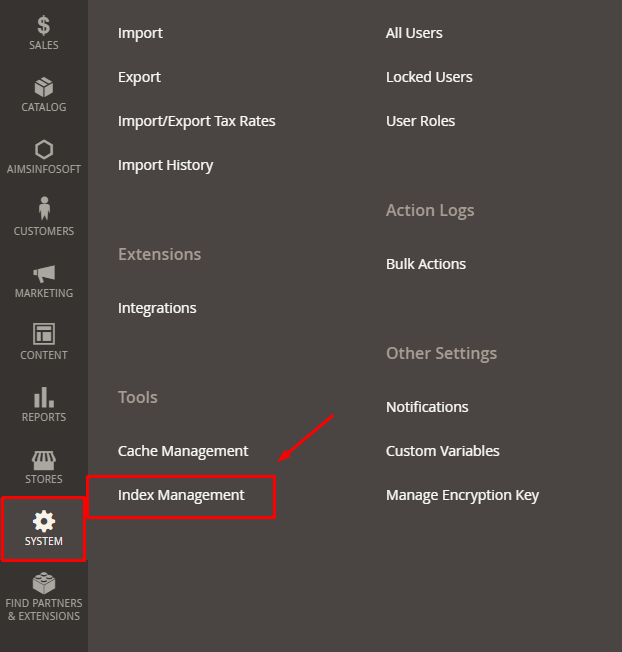 SALES
CATALOG
AIMSINFOSOFT
CUSTOMERS
MARKETING
CONTENT
REPORTS
STORES
SYSTEM
FIND PARTNERS
& EXTENSIONS
Import
Export
Import/Export Tax Rates
Import History
Extensions
Integrations
Tools
Cache Management
Index Management
All Users
Locked Users
User Roles
Action Logs
Bulk Actions
Other Settings
Notifications
Custom Variables
Manage Encryption Key